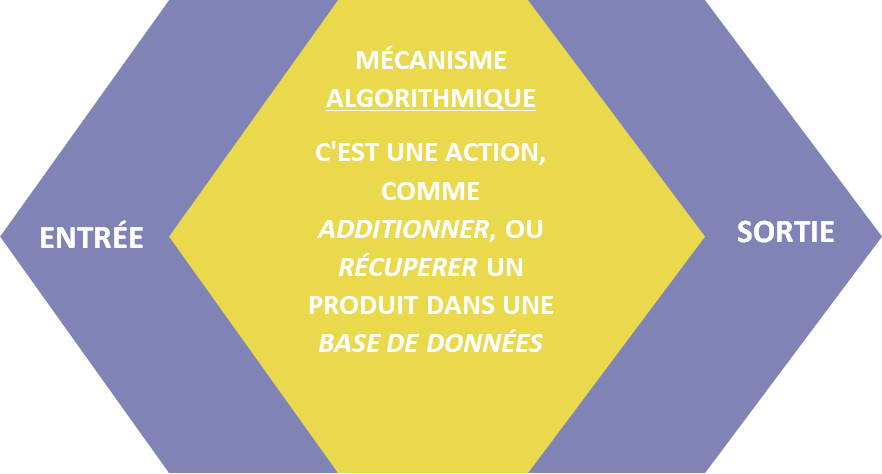 MÉCANISME
ALGORITHMIQUE
C'EST UNE ACTION,
COMME
ADDITIONNER, OU
RÉCUPERER UN
PRODUIT DANS UNE
BASE DE DONNÉES
ENTRÉE
SORTIE